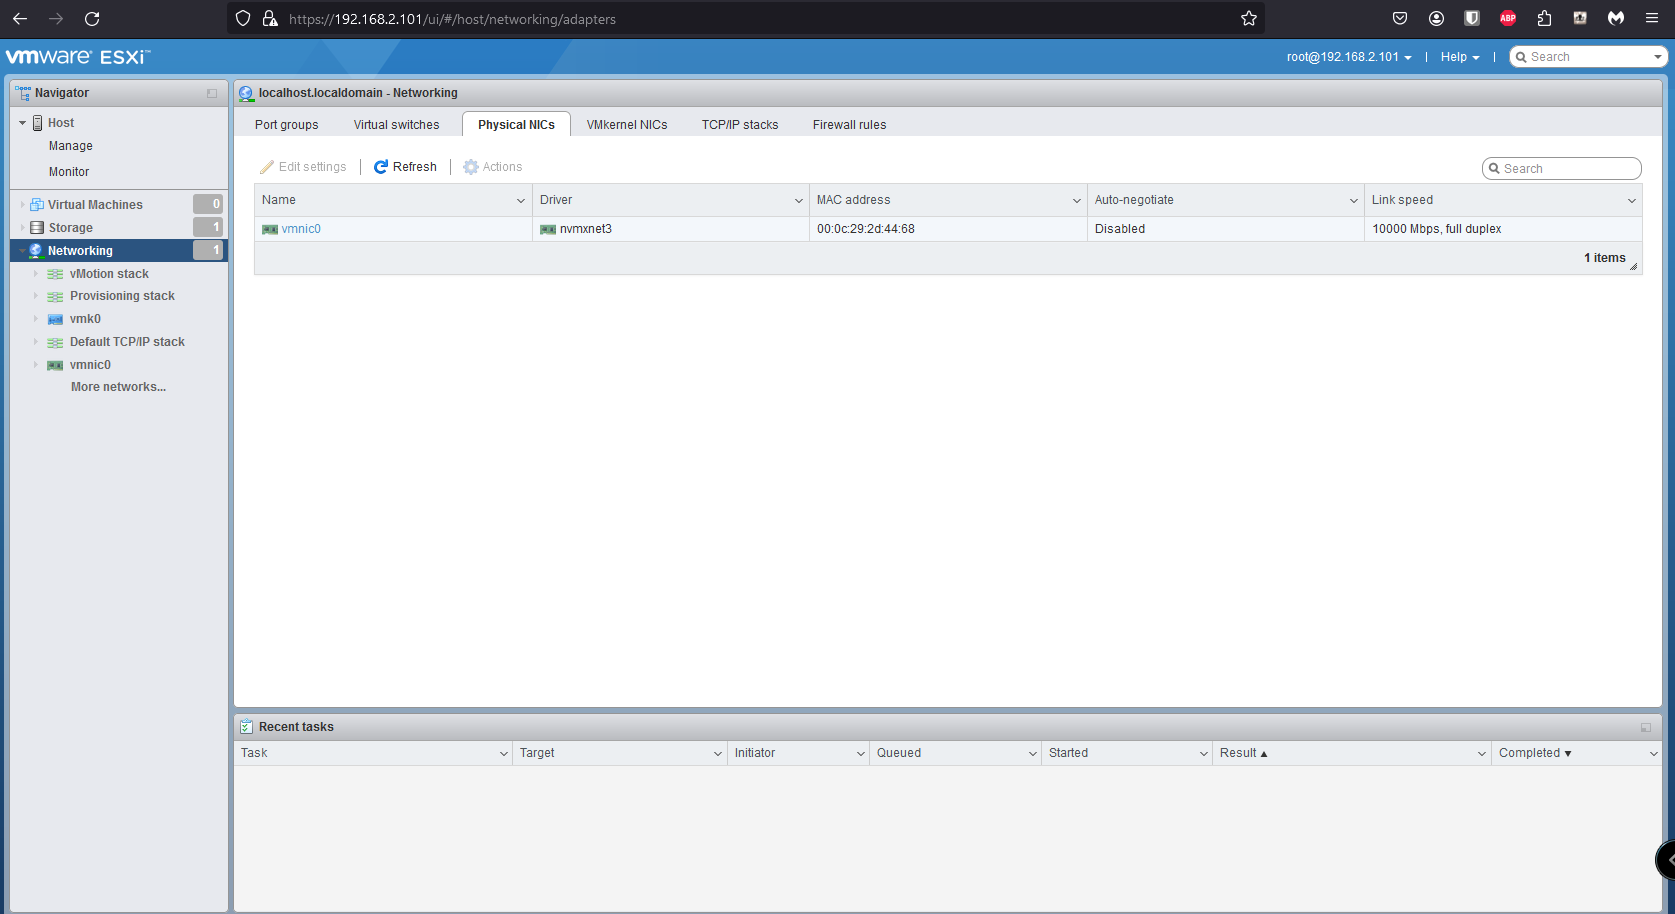 https://192.168.2.101/ui/#/host/networking/adapters
ABP
vmware® ESXi™
root@192.168.2.101 | Help | Search
Navigator
Host
Manage
Monitor
Virtual Machines 0
Storage 1
Networking 1
vMotion stack
Provisioning stack
vmk0
Default TCP/IP stack
vmnic0
More networks...
localhost.localdomain - Networking
Port groups Virtual switches Physical NICs VMkernel NICs TCP/IP stacks Firewall rules
Edit settings | Refresh | Actions
Search
Name Driver MAC address Auto-negotiate Link speed
vmnic0 nvmxnet3 00:0c:29:2d:44:68 Disabled 10000 Mbps, full duplex
1 items
Recent tasks
Task Target Initiator Queued Started Result ▲ Completed ▼